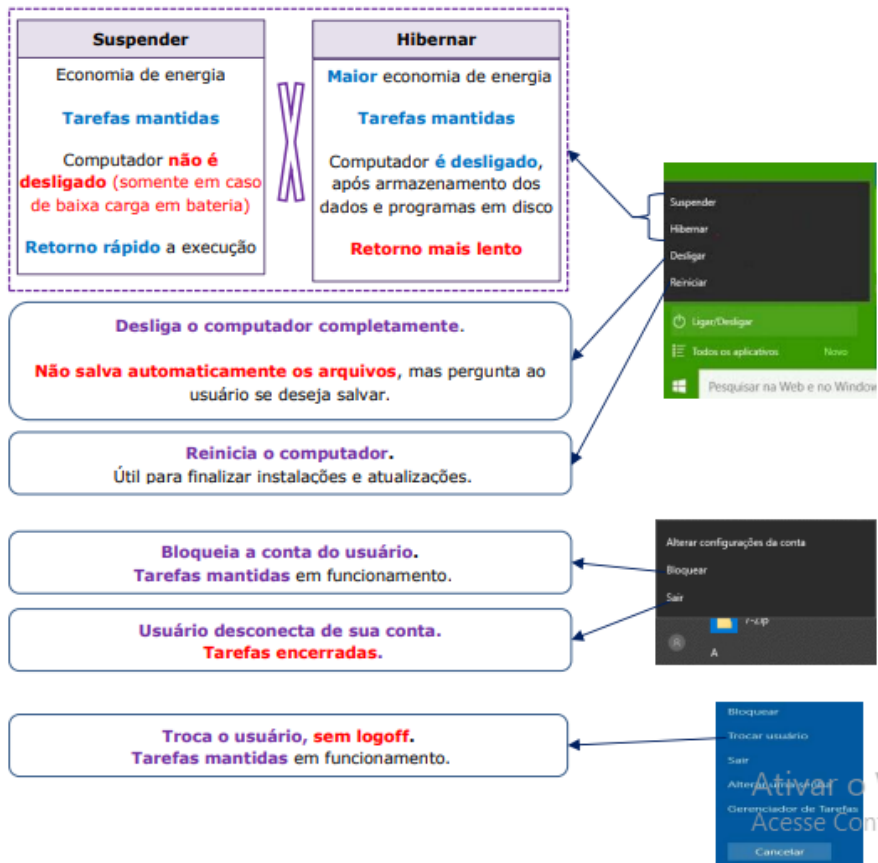 Suspender
Economia de energia
Tarefas mantidas
Computador não é
desligado (somente em caso
de baixa carga em bateria)
Retorno rápido a execução
Hibernar
Maior economia de energia
Tarefas mantidas
Computador é desligado,
após armazenamento dos
dados e programas em disco
Retorno mais lento
Suspender
Hibernar
Desligar
Reiniciar
Ligar/Desligar
Todos os aplicativos Novo
Pesquisar na Web e no Window
Desliga o computador completamente.
Não salva automaticamente os arquivos, mas pergunta ao
usuário se deseja salvar.
Reinicia o computador.
Útil para finalizar instalações e atualizações.
Bloqueia a conta do usuário.
Tarefas mantidas em funcionamento.
Usuário desconecta de sua conta.
Tarefas encerradas.
Alterar configurações da conta
Bloquear
Sair
7-Zip
A
Troca o usuário, sem logoff.
Tarefas mantidas em funcionamento.
Bloquear
Trocar usuário
Sair
Alterar uma senha
Gerenciador de Tarefas
Cancelar
Ativar o
Acesse Con